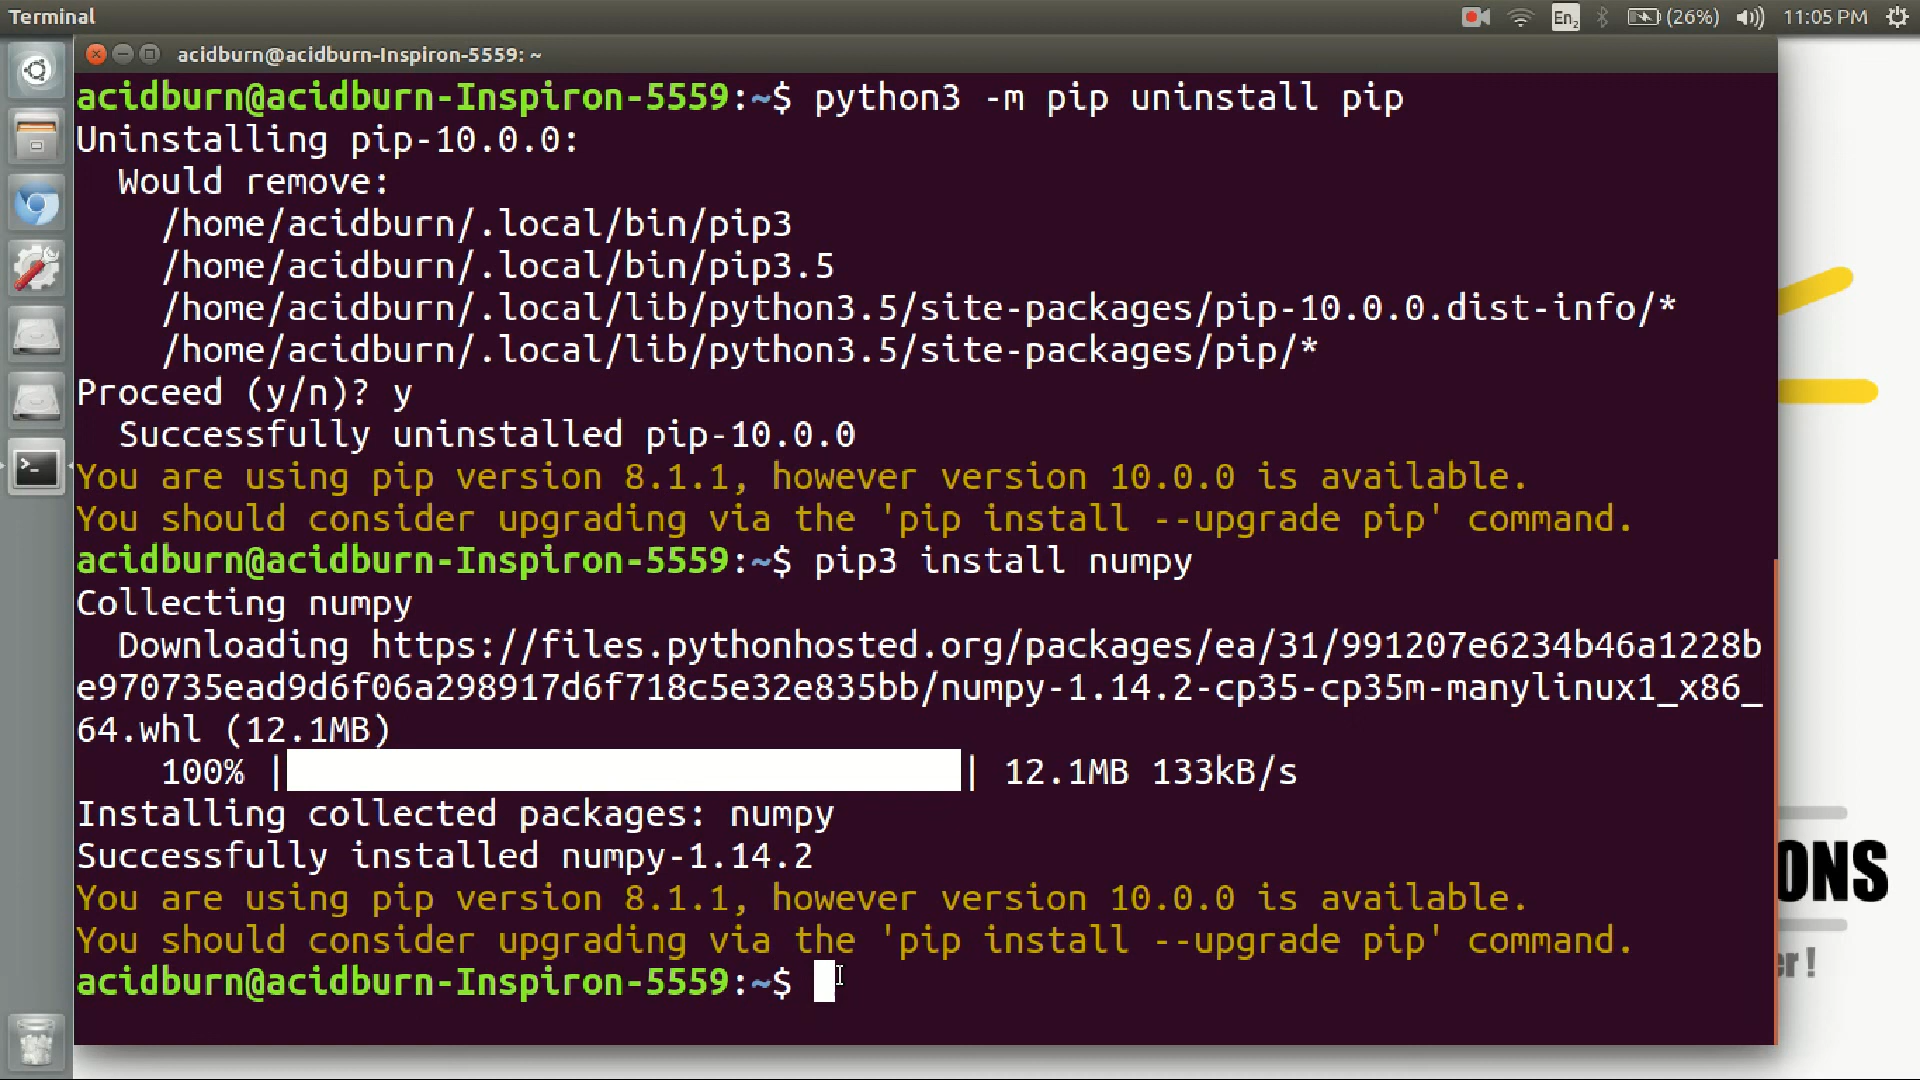 Terminal
En2
(26%)
11:05 PM
acidburn@acidburn-Inspiron-5559: ~
acidburn@acidburn-Inspiron-5559:~$ python3 -m pip uninstall pip
Uninstalling pip-10.0.0:
Would remove:
/home/acidburn/.local/bin/pip3
/home/acidburn/.local/bin/pip3.5
/home/acidburn/.local/lib/python3.5/site-packages/pip-10.0.0.dist-info/*
/home/acidburn/.local/lib/python3.5/site-packages/pip/*
Proceed (y/n)? y
Successfully uninstalled pip-10.0.0
You are using pip version 8.1.1, however version 10.0.0 is available.
You should consider upgrading via the 'pip install --upgrade pip' command.
acidburn@acidburn-Inspiron-5559:~$ pip3 install numpy
Collecting numpy
Downloading https://files.pythonhosted.org/packages/ea/31/991207e6234b46a1228b
e970735ead9d6f06a298917d6f718c5e32e835bb/numpy-1.14.2-cp35-cp35m-manylinux1_x86_
64.whl (12.1MB)
100% | | 12.1MB 133kB/s
Installing collected packages: numpy
Successfully installed numpy-1.14.2
You are using pip version 8.1.1, however version 10.0.0 is available.
You should consider upgrading via the 'pip install --upgrade pip' command.
acidburn@acidburn-Inspiron-5559:~$
ONS
er!